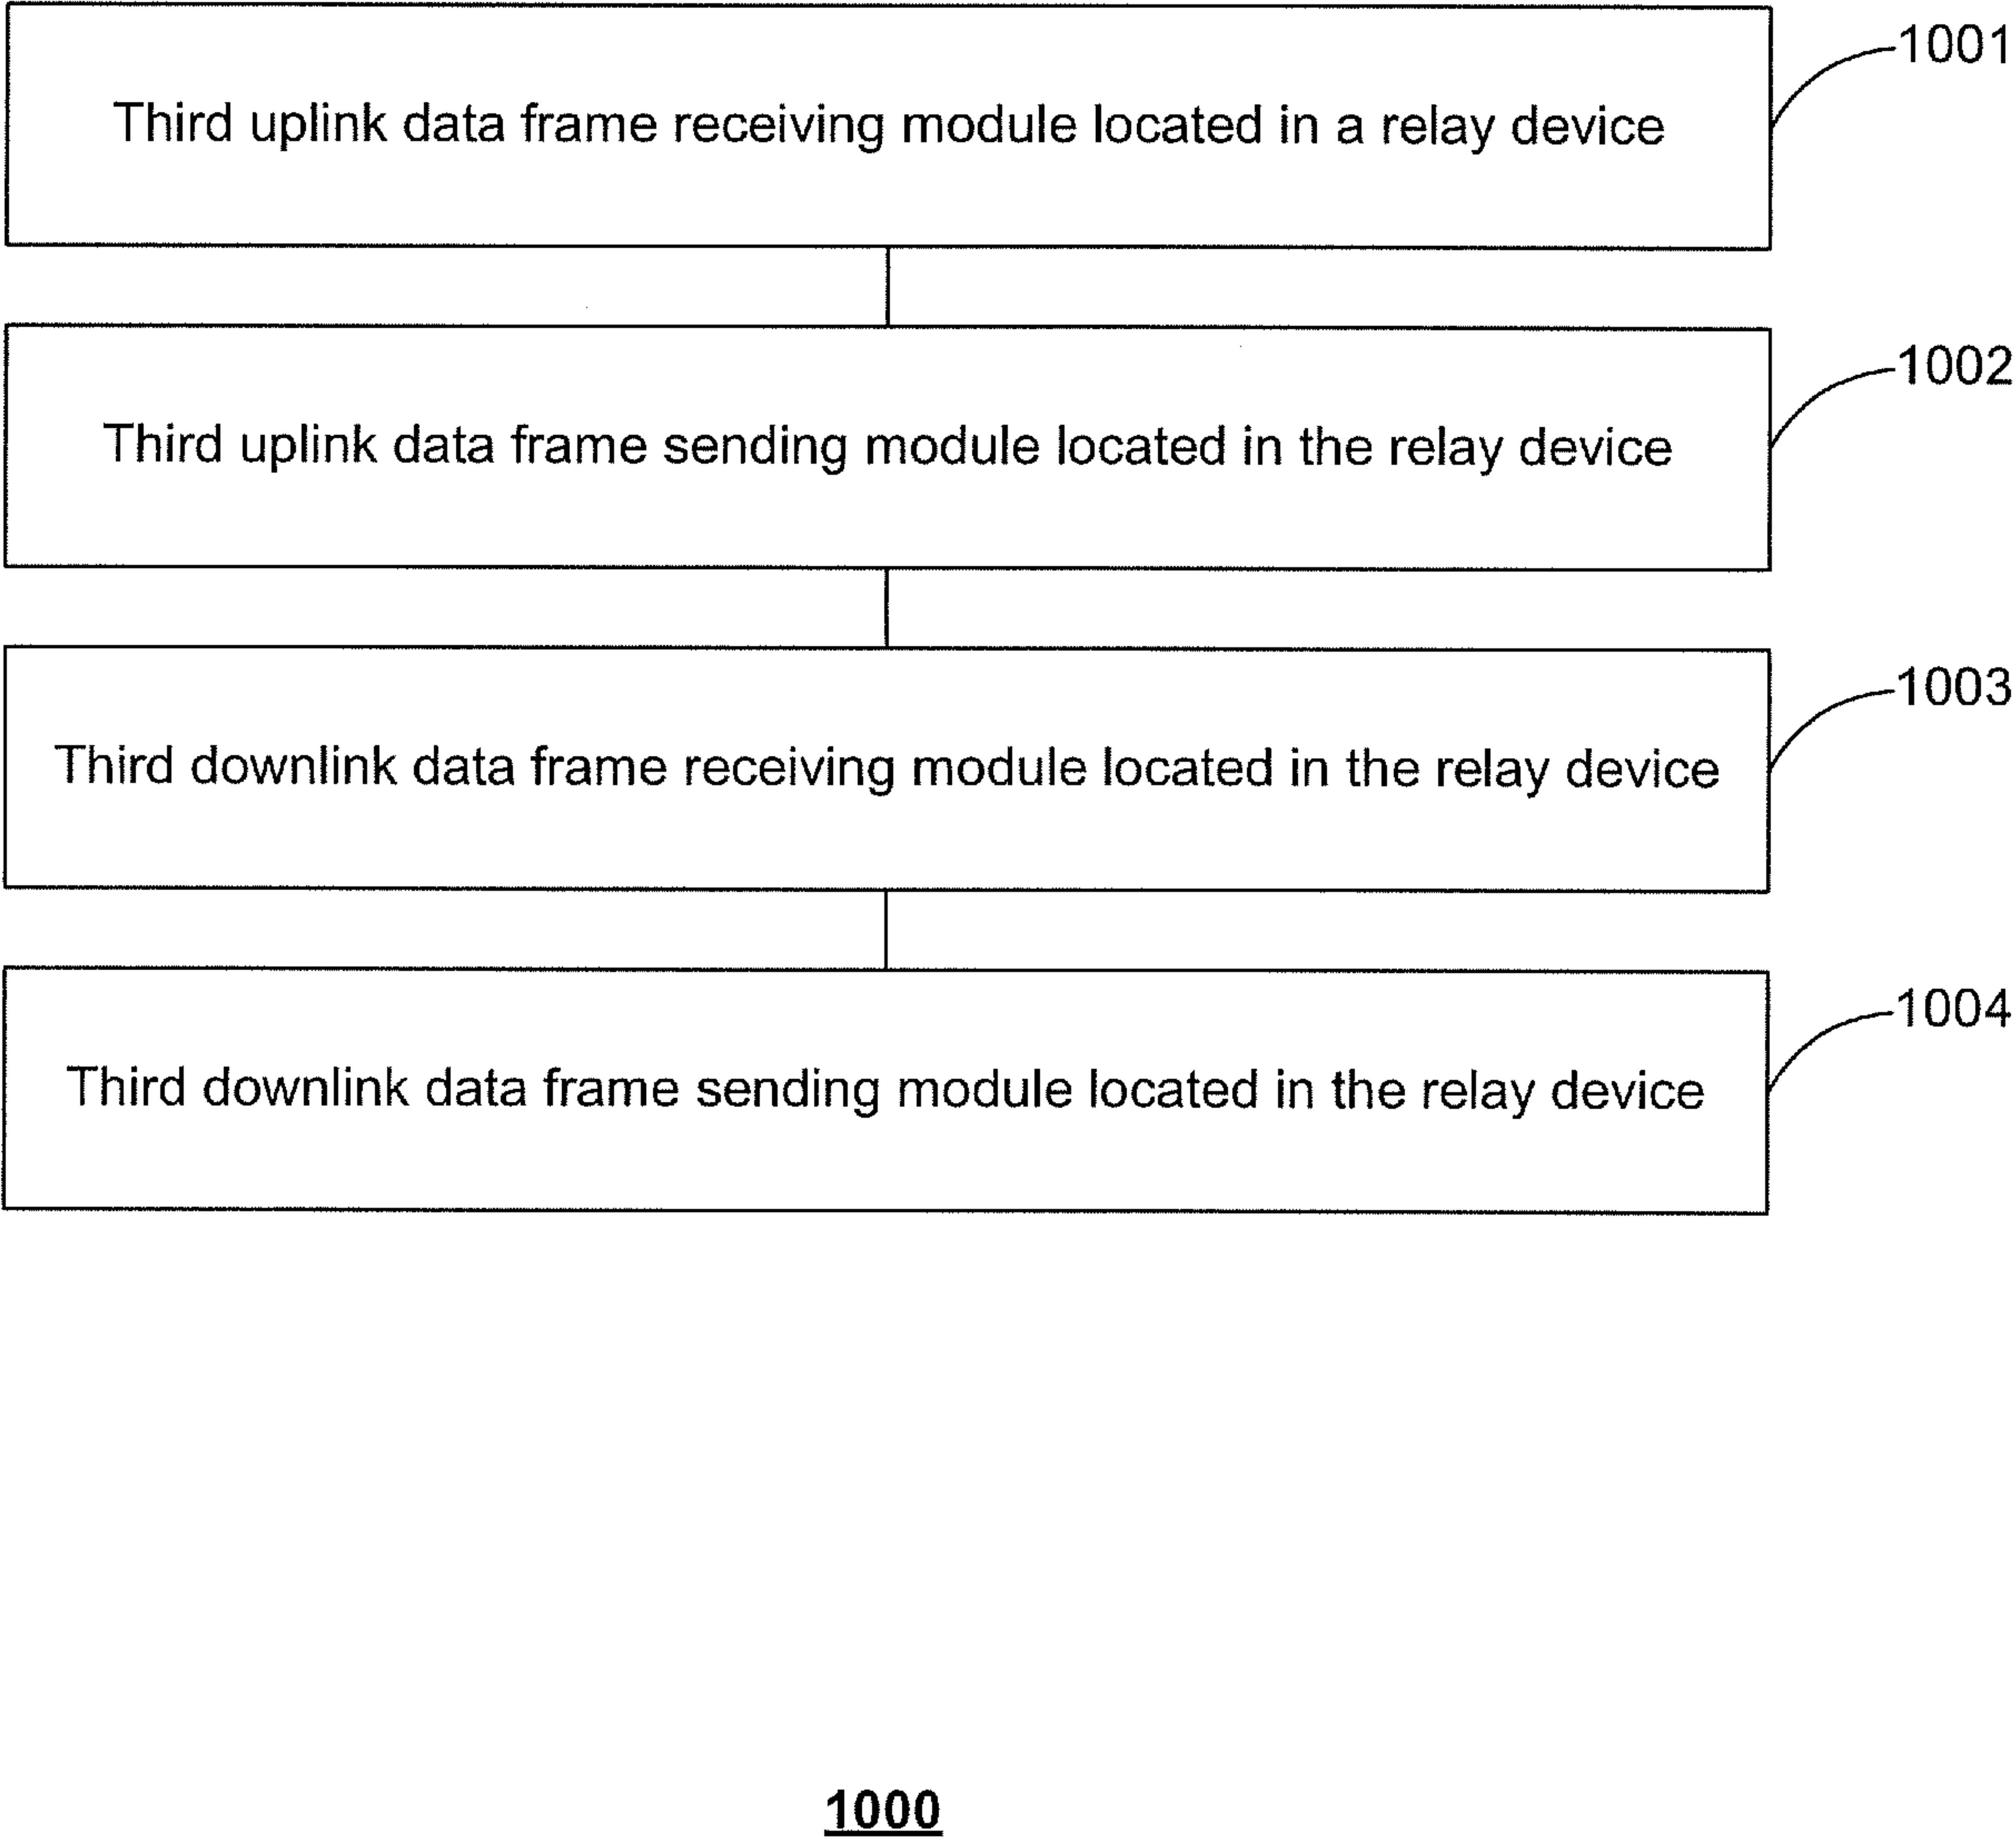 1001
Third uplink data frame receiving module located in a relay device
1002
Third uplink data frame sending module located in the relay device
1003
Third downlink data frame receiving module located in the relay device
1004
Third downlink data frame sending module located in the relay device
1000